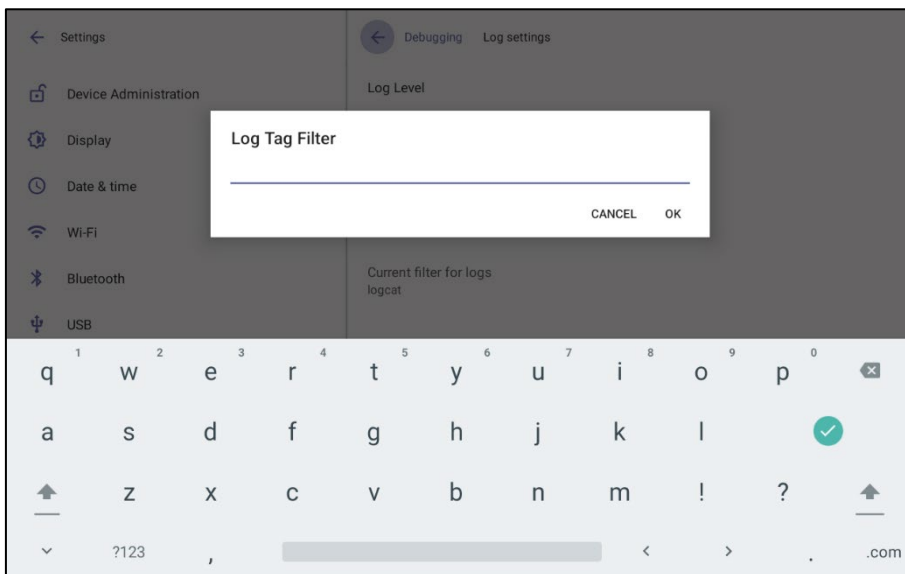 Settings
Debugging Log settings
Device Administration
Log Level
Display
Log Tag Filter
Date & time
CANCEL OK
Wi-Fi
Current filter for logs
logcat
Bluetooth
USB
1 2 3 4 5 6 7 8 9 0
q w e r t y u i o p
a s d f g h j k l
z x c v b n m ! ?
?123 , < > . .com